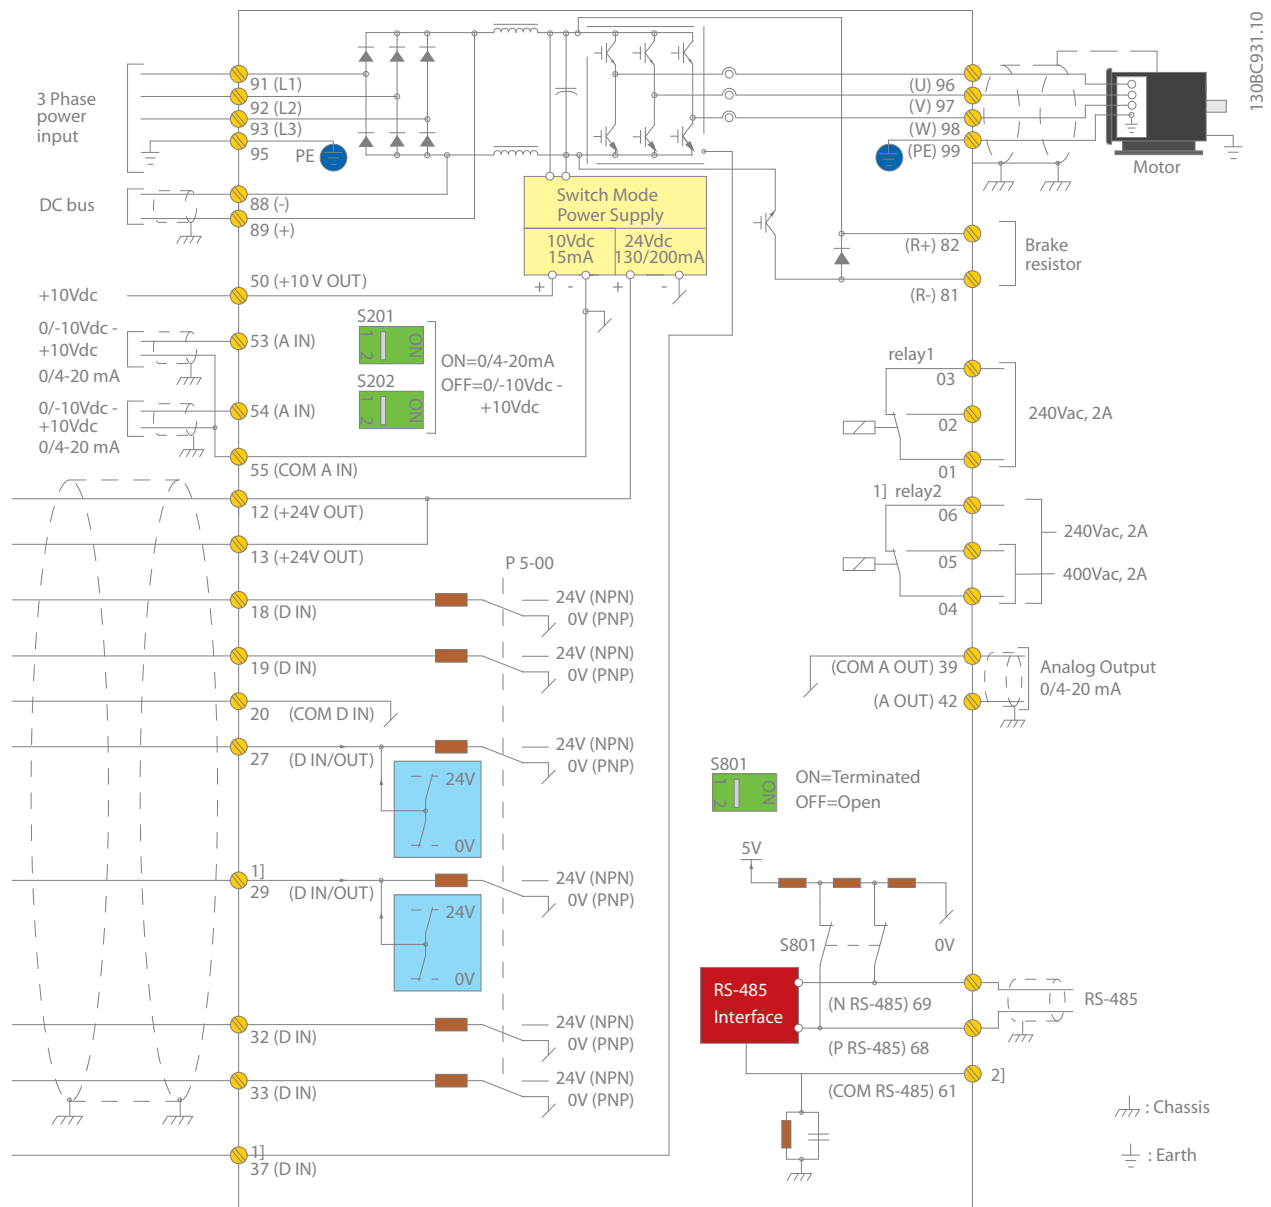 130BC931.10
3 Phase
power
input
91 (L1)
92 (L2)
93 (L3)
95
PE
DC bus
88 (-)
89 (+)
Switch Mode
Power Supply
10Vdc
15mA
24Vdc
130/200mA
+
-
+
-
(U) 96
(V) 97
(W) 98
(PE) 99
Motor
(R+) 82
(R-) 81
Brake
resistor
+10Vdc
50 (+10 V OUT)
0/-10Vdc -
+10Vdc
0/4-20 mA
53 (A IN)
0/-10Vdc -
+10Vdc
0/4-20 mA
54 (A IN)
55 (COM A IN)
S201
1
2
ON
S202
1
2
ON
ON=0/4-20mA
OFF=0/-10Vdc -
+10Vdc
relay1
03
02
01
240Vac, 2A
1] relay2
06
05
04
240Vac, 2A
400Vac, 2A
12 (+24V OUT)
13 (+24V OUT)
P 5-00
18 (D IN)
24V (NPN)
0V (PNP)
19 (D IN)
24V (NPN)
0V (PNP)
20 (COM D IN)
27 (D IN/OUT)
24V (NPN)
0V (PNP)
24V
0V
1]
29 (D IN/OUT)
24V (NPN)
0V (PNP)
24V
0V
32 (D IN)
24V (NPN)
0V (PNP)
33 (D IN)
24V (NPN)
0V (PNP)
1]
37 (D IN)
(COM A OUT) 39
(A OUT) 42
Analog Output
0/4-20 mA
S801
1
2
ON
ON=Terminated
OFF=Open
5V
S801
0V
RS-485
Interface
(N RS-485) 69
(P RS-485) 68
(COM RS-485) 61
RS-485
2]
: Chassis
: Earth